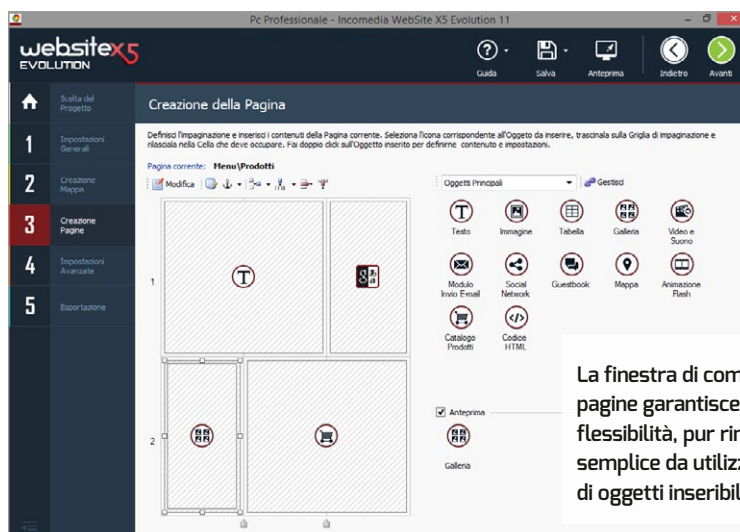 Pc Professionale - Incomedia WebSite X5 Evolution 11
websitex5
EVOLUTION
Guida
Salva
Anteprima
Indietro
Avanti
Scelta del
Progetto
1
Impostazioni
Generali
2
Creazione
Mappa
3
Creazione
Pagine
4
Impostazioni
Avanzate
5
Esportazione
Creazione della Pagina
Definisci l'impaginazione e inserisci i contenuti della Pagina corrente. Seleziona l'icona corrispondente all'Oggeto da inserire, trascinala sulla Griglia di impaginazione e
rilasciala nella Cella che deve occupare. Fai doppio click sull'Oggetto inserito per definirne contenuto e impostazioni.
Pagina corrente: Menu\Prodotti
Modifica
1
T
2
Oggetti Principali
Gestisci
T
Testo
Immagine
Tabella
Galleria
Video e
Suono
Modulo
Invio E-mail
Social
Network
Guestbook
Mappa
Animazione
Flash
Catalogo
Prodotti
Codice
HTML
Anteprima
Galleria
La finestra di com
pagine garantisce
flessibilità, pur rin
semplice da utilizz
di oggetti inseribil